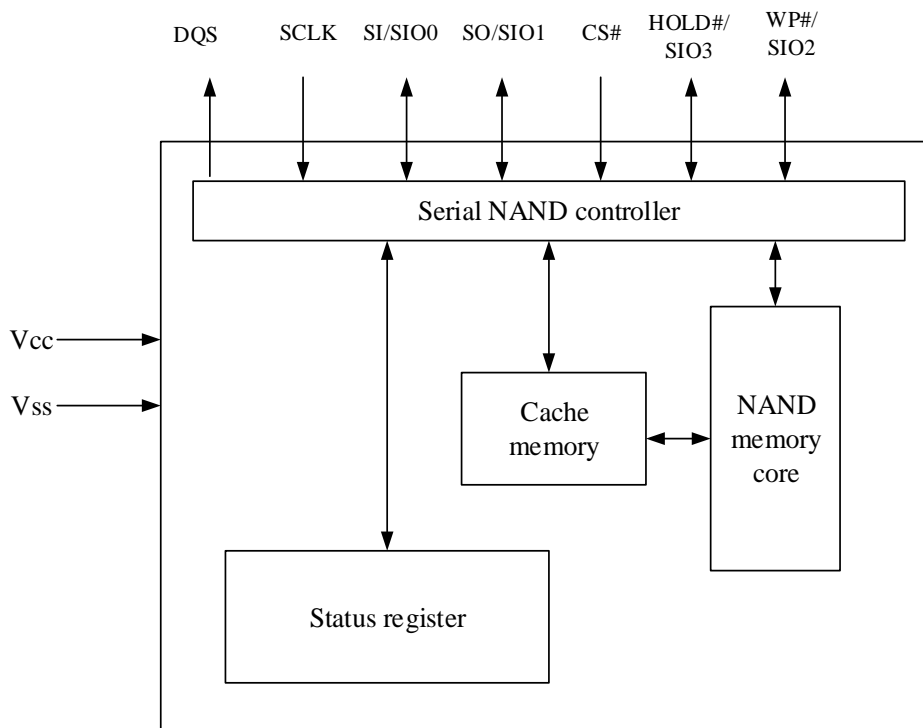 DQS
SCLK
SI/SIO0
SO/SIO1
CS#
HOLD#/
SIO3
WP#/
SIO2
Serial NAND controller
Vcc
Vss
Cache
memory
NAND
memory
core
Status register